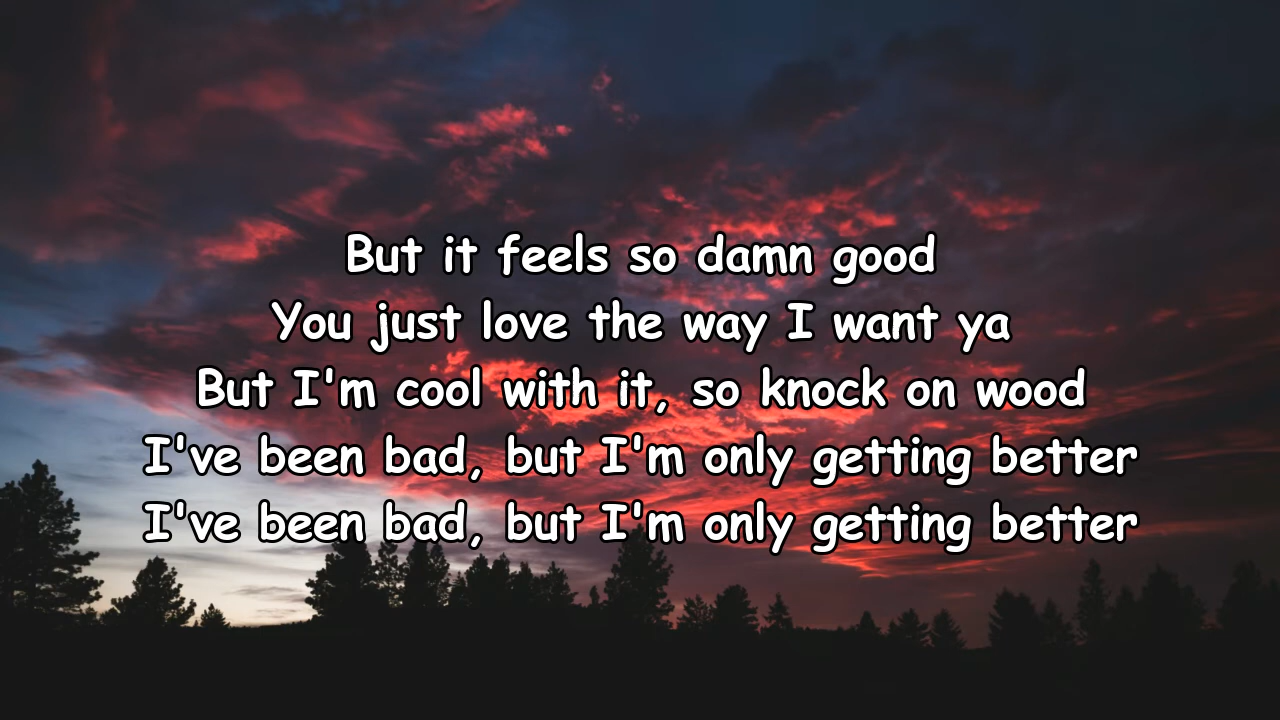 But it feels so damn good
You just love the way I want ya
But I'm cool with it, so knock on wood
I've been bad, but I'm only getting better
I've been bad, but I'm only getting better